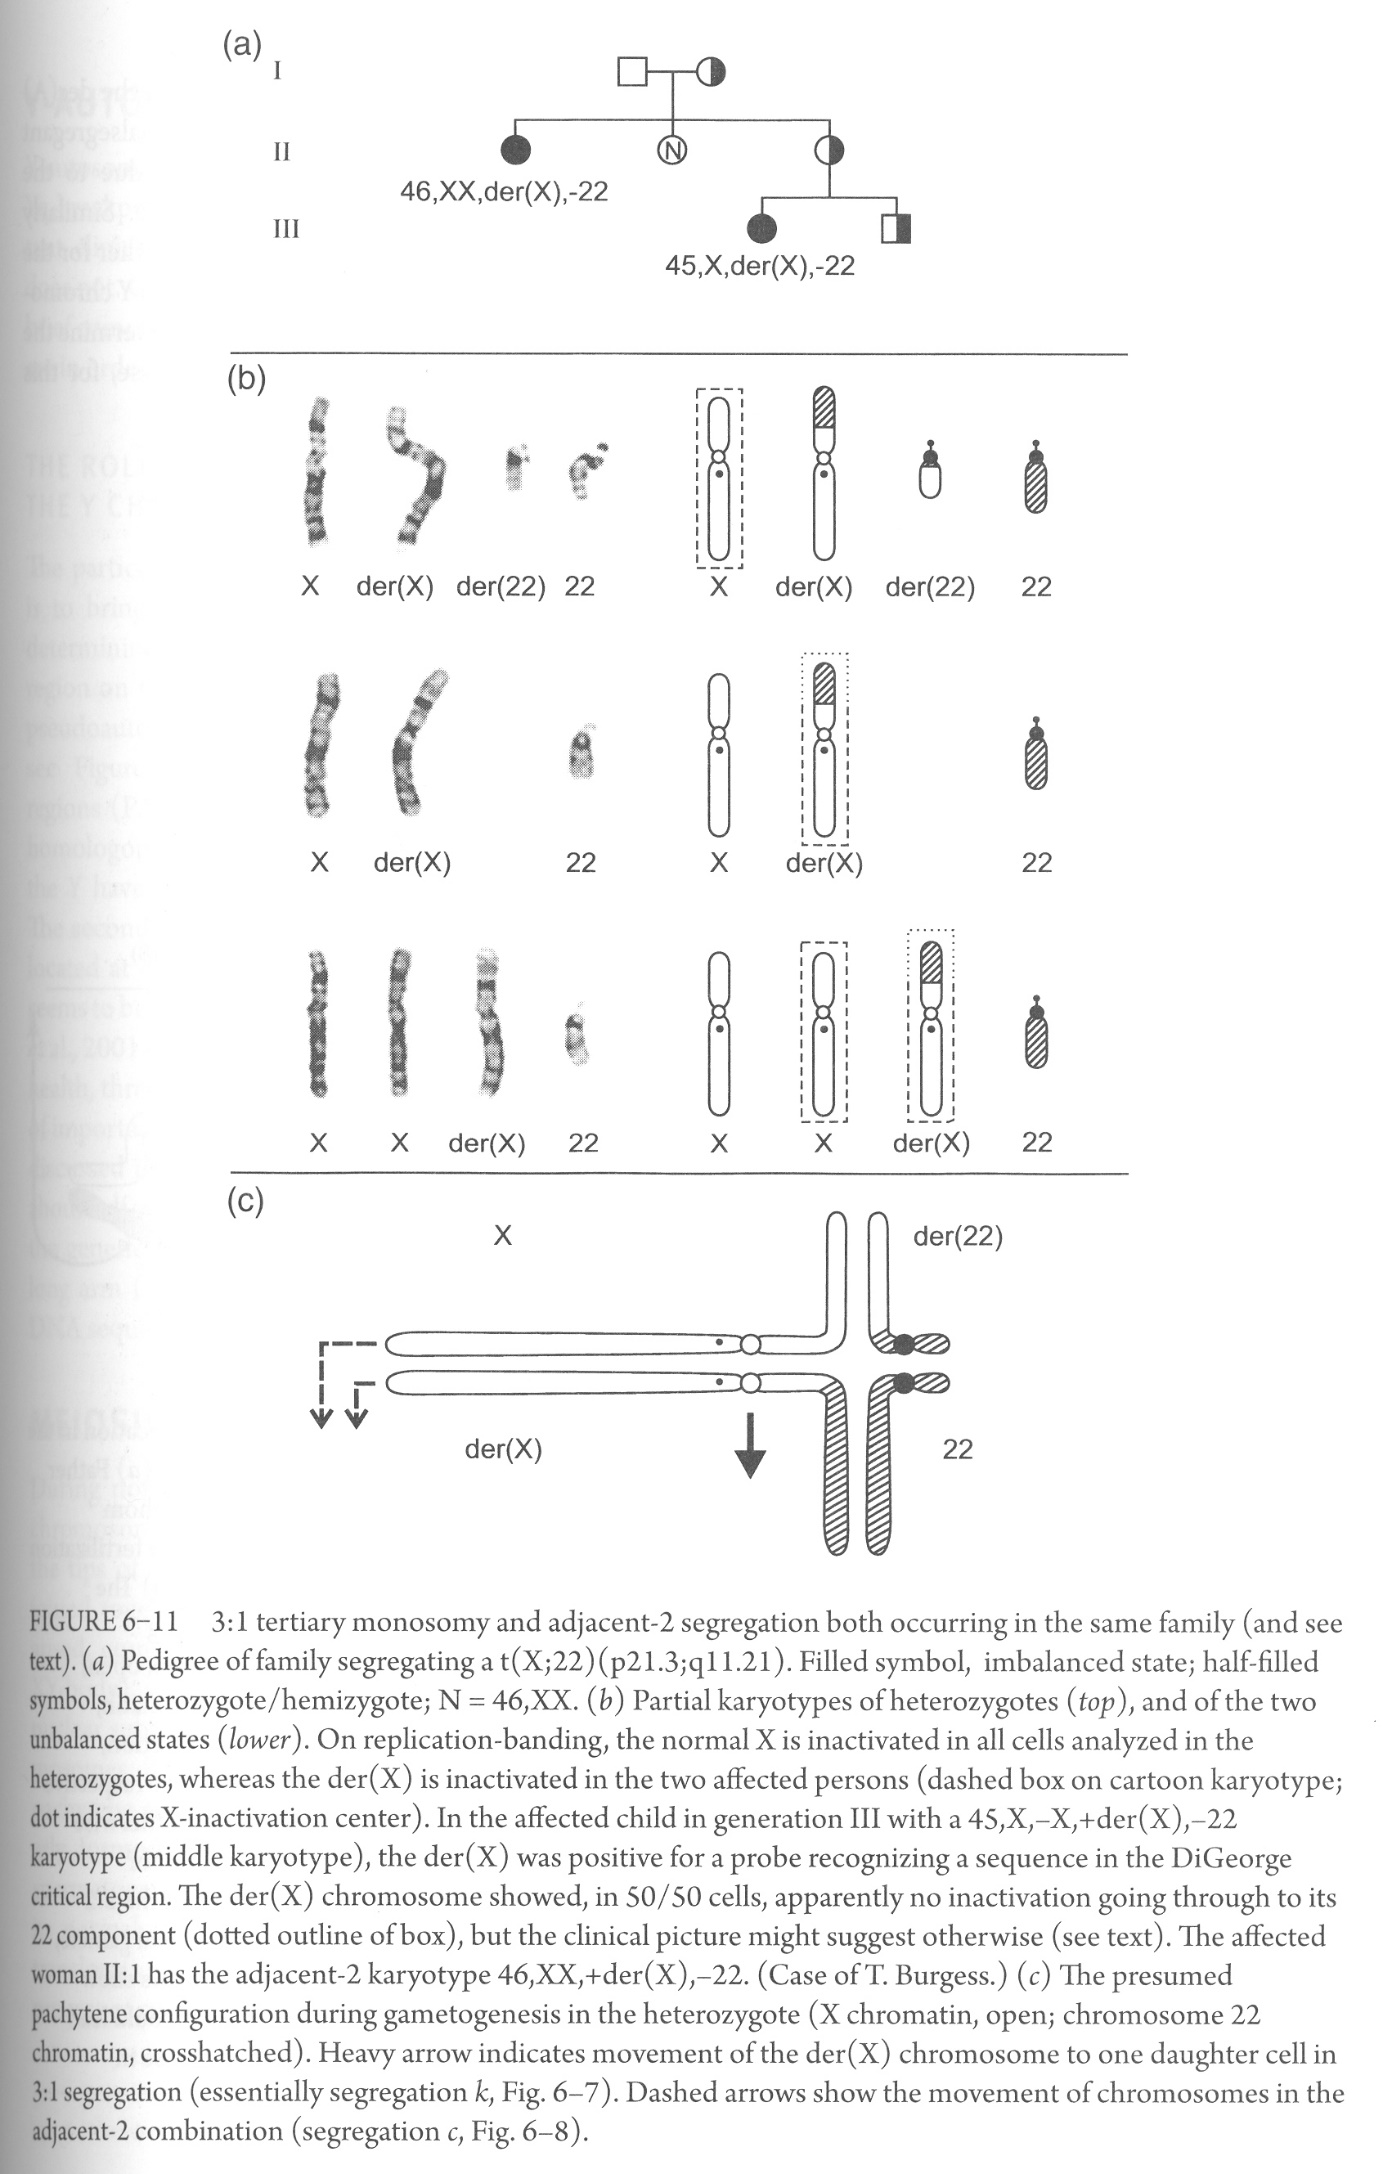 (a)
I
II
N
46,XX,der(X),-22
III
45,X,der(X),-22
(b)
X der(X) der(22) 22 X der(X) der(22) 22
X der(X) 22 X der(X) 22
X X der(X) 22 X X der(X) 22
(c)
X der(22)
der(X) 22
FIGURE 6–11 3:1 tertiary monosomy and adjacent-2 segregation both occurring in the same family (and see
text). (a) Pedigree of family segregating a t(X;22)(p21.3;q11.21). Filled symbol, imbalanced state; half-filled
symbols, heterozygote/hemizygote; N = 46,XX. (b) Partial karyotypes of heterozygotes (top), and of the two
unbalanced states (lower). On replication-banding, the normal X is inactivated in all cells analyzed in the
heterozygotes, whereas the der(X) is inactivated in the two affected persons (dashed box on cartoon karyotype;
dot indicates X-inactivation center). In the affected child in generation III with a 45,X,–X,+der(X),–22
karyotype (middle karyotype), the der(X) was positive for a probe recognizing a sequence in the DiGeorge
critical region. The der(X) chromosome showed, in 50/50 cells, apparently no inactivation going through to its
22 component (dotted outline of box), but the clinical picture might suggest otherwise (see text). The affected
woman II:1 has the adjacent-2 karyotype 46,XX,+der(X),–22. (Case of T. Burgess.) (c) The presumed
pachytene configuration during gametogenesis in the heterozygote (X chromatin, open; chromosome 22
chromatin, crosshatched). Heavy arrow indicates movement of the der(X) chromosome to one daughter cell in
3:1 segregation (essentially segregation k, Fig. 6–7). Dashed arrows show the movement of chromosomes in the
adjacent-2 combination (segregation c, Fig. 6–8).